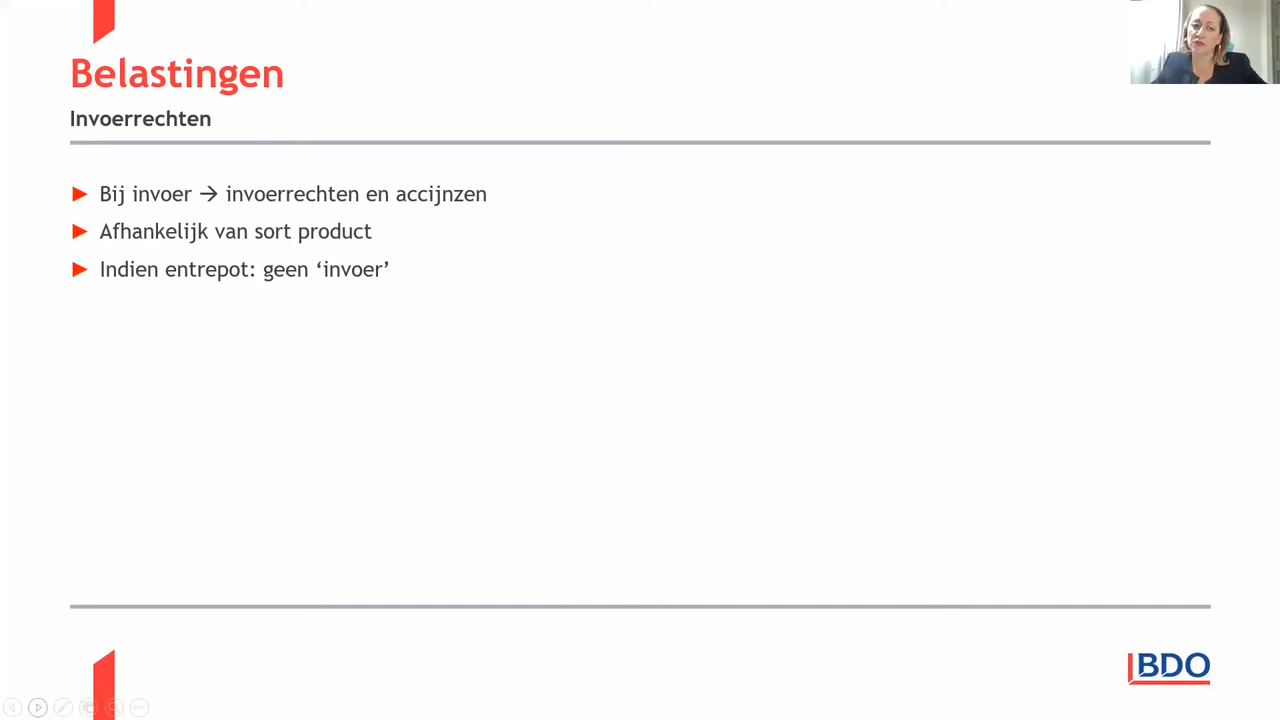 Belastingen
Invoerrechten
Bij invoer → invoerrechten en accijnzen
Afhankelijk van sort product
Indien entrepot: geen ‘invoer’
BDO